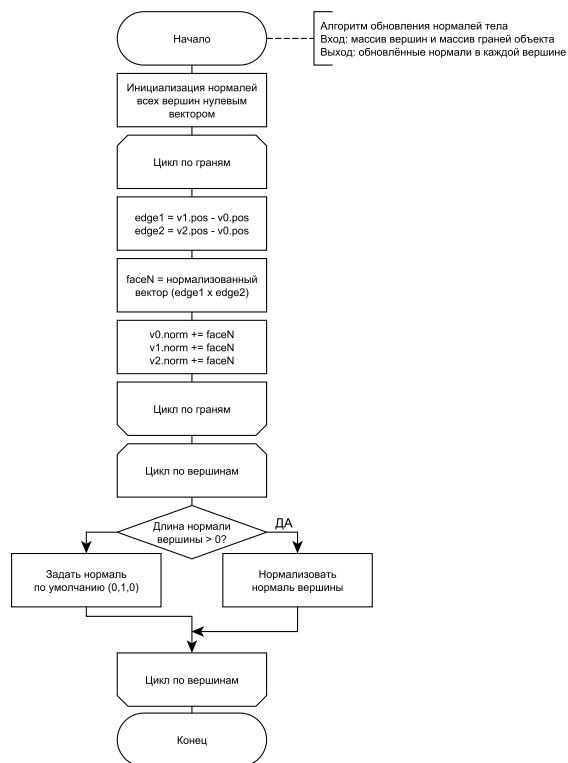 Начало
Алгоритм обновления нормалей тела
Вход: массив вершин и массив граней объекта
Выход: обновлённые нормали в каждой вершине
Инициализация нормалей
всех вершин нулевым
вектором
Цикл по граням
edge1 = v1.pos - v0.pos
edge2 = v2.pos - v0.pos
faceN = нормализованный
вектор (edge1 x edge2)
v0.norm += faceN
v1.norm += faceN
v2.norm += faceN
Цикл по граням
Цикл по вершинам
Длина нормали
вершины > 0?
ДА
Задать нормаль
по умолчанию (0,1,0)
Нормализовать
нормаль вершины
Цикл по вершинам
Конец